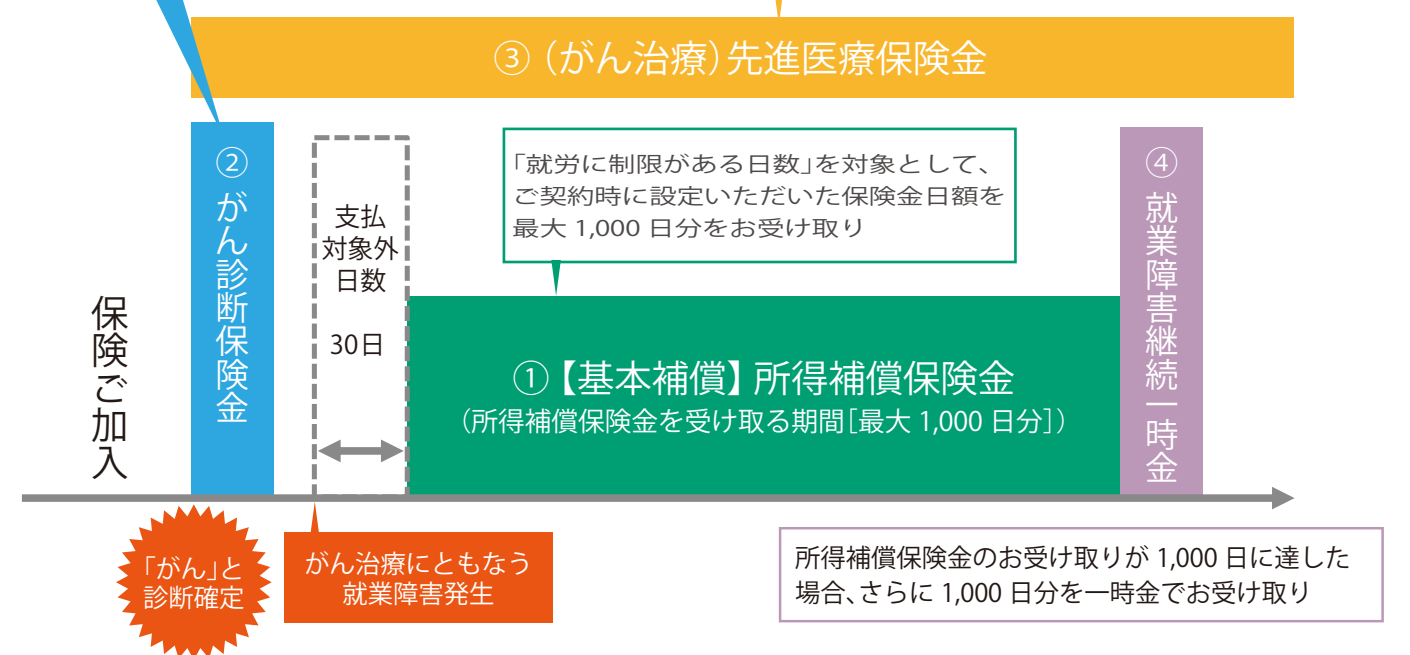 ③（がん治療）先進医療保険金
② がん診断保険金
支払
対象外
日数
30日
「就労に制限がある日数」を対象として、
ご契約時に設定いただいた保険金日額を
最大 1,000 日分をお受け取り
④ 就業障害継続一時金
保険ご加入
①【基本補償】所得補償保険金
（所得補償保険金を受け取る期間［最大 1,000 日分］）
「がん」と
診断確定
がん治療にともなう
就業障害発生
所得補償保険金のお受け取りが 1,000 日に達した
場合、さらに 1,000 日分を一時金でお受け取り